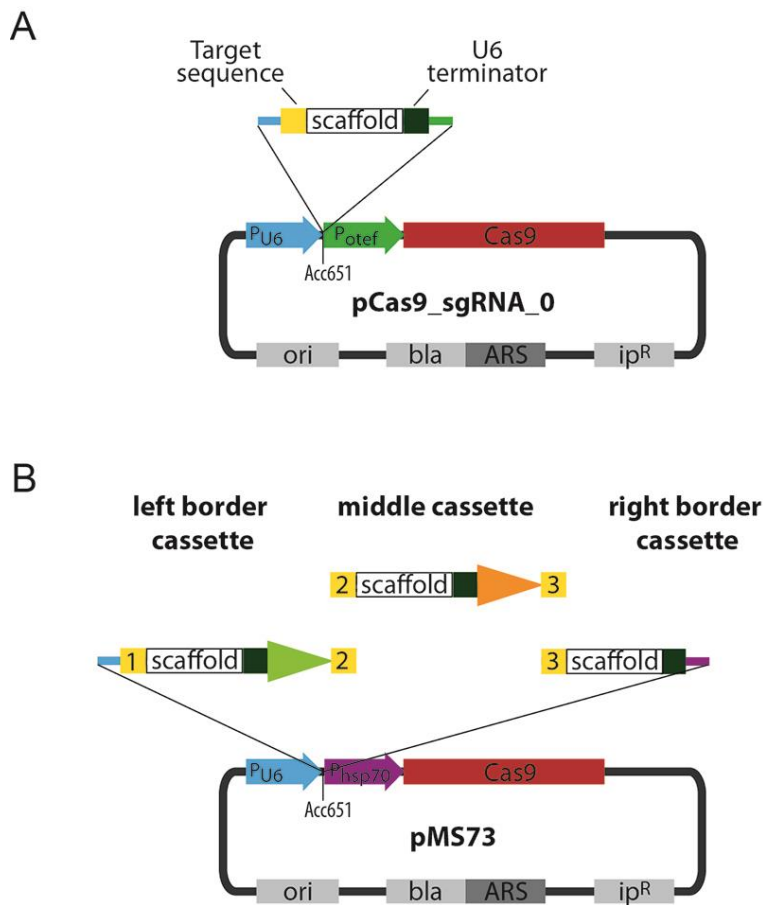 A
Target
sequence
U6
terminator
scaffold
PU6
Potef
Cas9
Acc651
pCas9_sgRNA_0
ori
bla
ARS
ipR
B
left border
cassette
middle cassette
right border
cassette
2 scaffold 3
1 scaffold 2
3 scaffold
PU6
Phsp70
Cas9
Acc651
pMS73
ori
bla
ARS
ipR